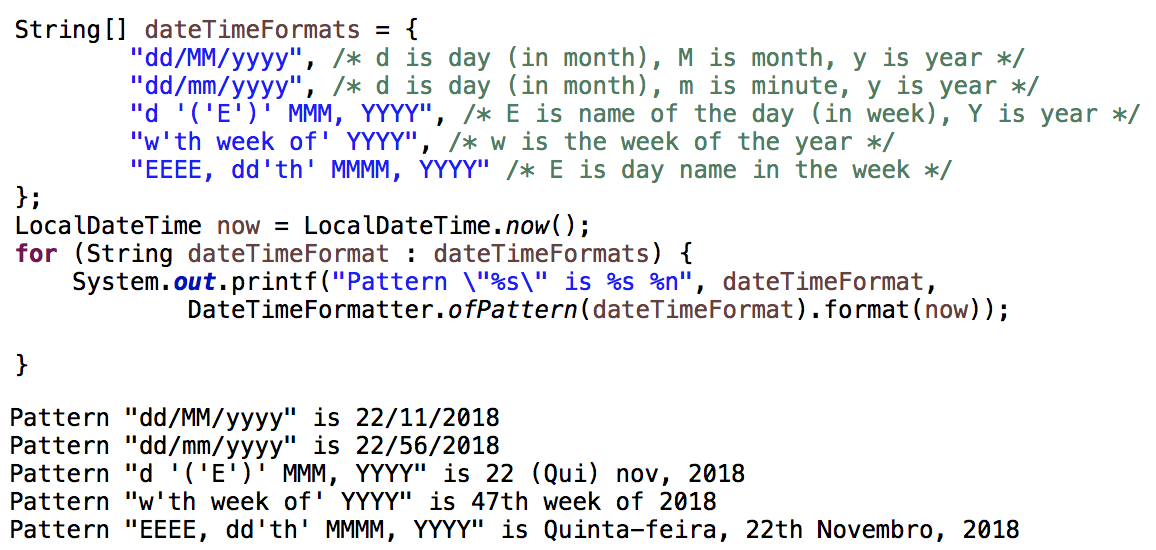 String[] dateTimeFormats = {
        "dd/MM/yyyy", /* d is day (in month), M is month, y is year */
        "dd/mm/yyyy", /* d is day (in month), m is minute, y is year */
        "d '('E')' MMM, YYYY", /* E is name of the day (in week), Y is year */
        "w'th week of' YYYY", /* w is the week of the year */
        "EEEE, dd'th' MMMM, YYYY" /* E is day name in the week */
};
LocalDateTime now = LocalDateTime.now();
for (String dateTimeFormat : dateTimeFormats) {
    System.out.printf("Pattern \"%s\" is %s %n", dateTimeFormat,
            DateTimeFormatter.ofPattern(dateTimeFormat).format(now));
}
Pattern "dd/MM/yyyy" is 22/11/2018
Pattern "dd/mm/yyyy" is 22/56/2018
Pattern "d '('E')' MMM, YYYY" is 22 (Qui) nov, 2018
Pattern "w'th week of' YYYY" is 47th week of 2018
Pattern "EEEE, dd'th' MMMM, YYYY" is Quinta-feira, 22th Novembro, 2018